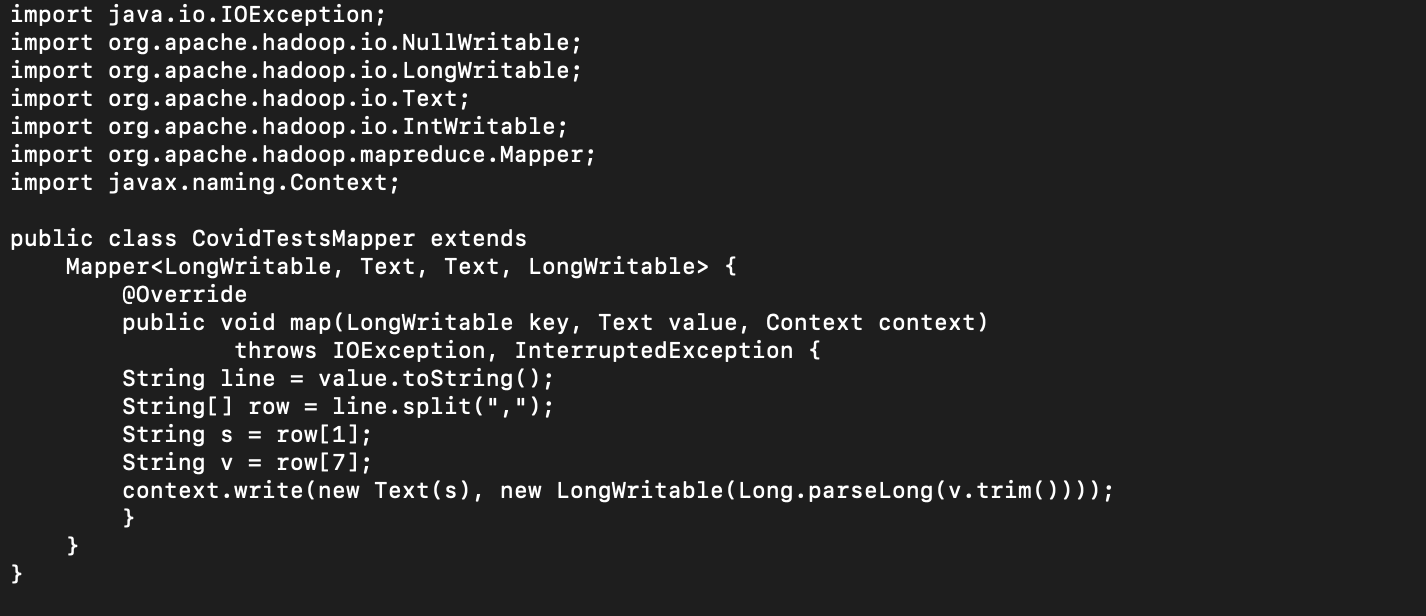 import java.io.IOException;
import org.apache.hadoop.io.NullWritable;
import org.apache.hadoop.io.LongWritable;
import org.apache.hadoop.io.Text;
import org.apache.hadoop.io.IntWritable;
import org.apache.hadoop.mapreduce.Mapper;
import javax.naming.Context;

public class CovidTestsMapper extends
    Mapper<LongWritable, Text, Text, LongWritable> {
        @Override
        public void map(LongWritable key, Text value, Context context)
                throws IOException, InterruptedException {
        String line = value.toString();
        String[] row = line.split(",");
        String s = row[1];
        String v = row[7];
        context.write(new Text(s), new LongWritable(Long.parseLong(v.trim())));
        }
    }
}